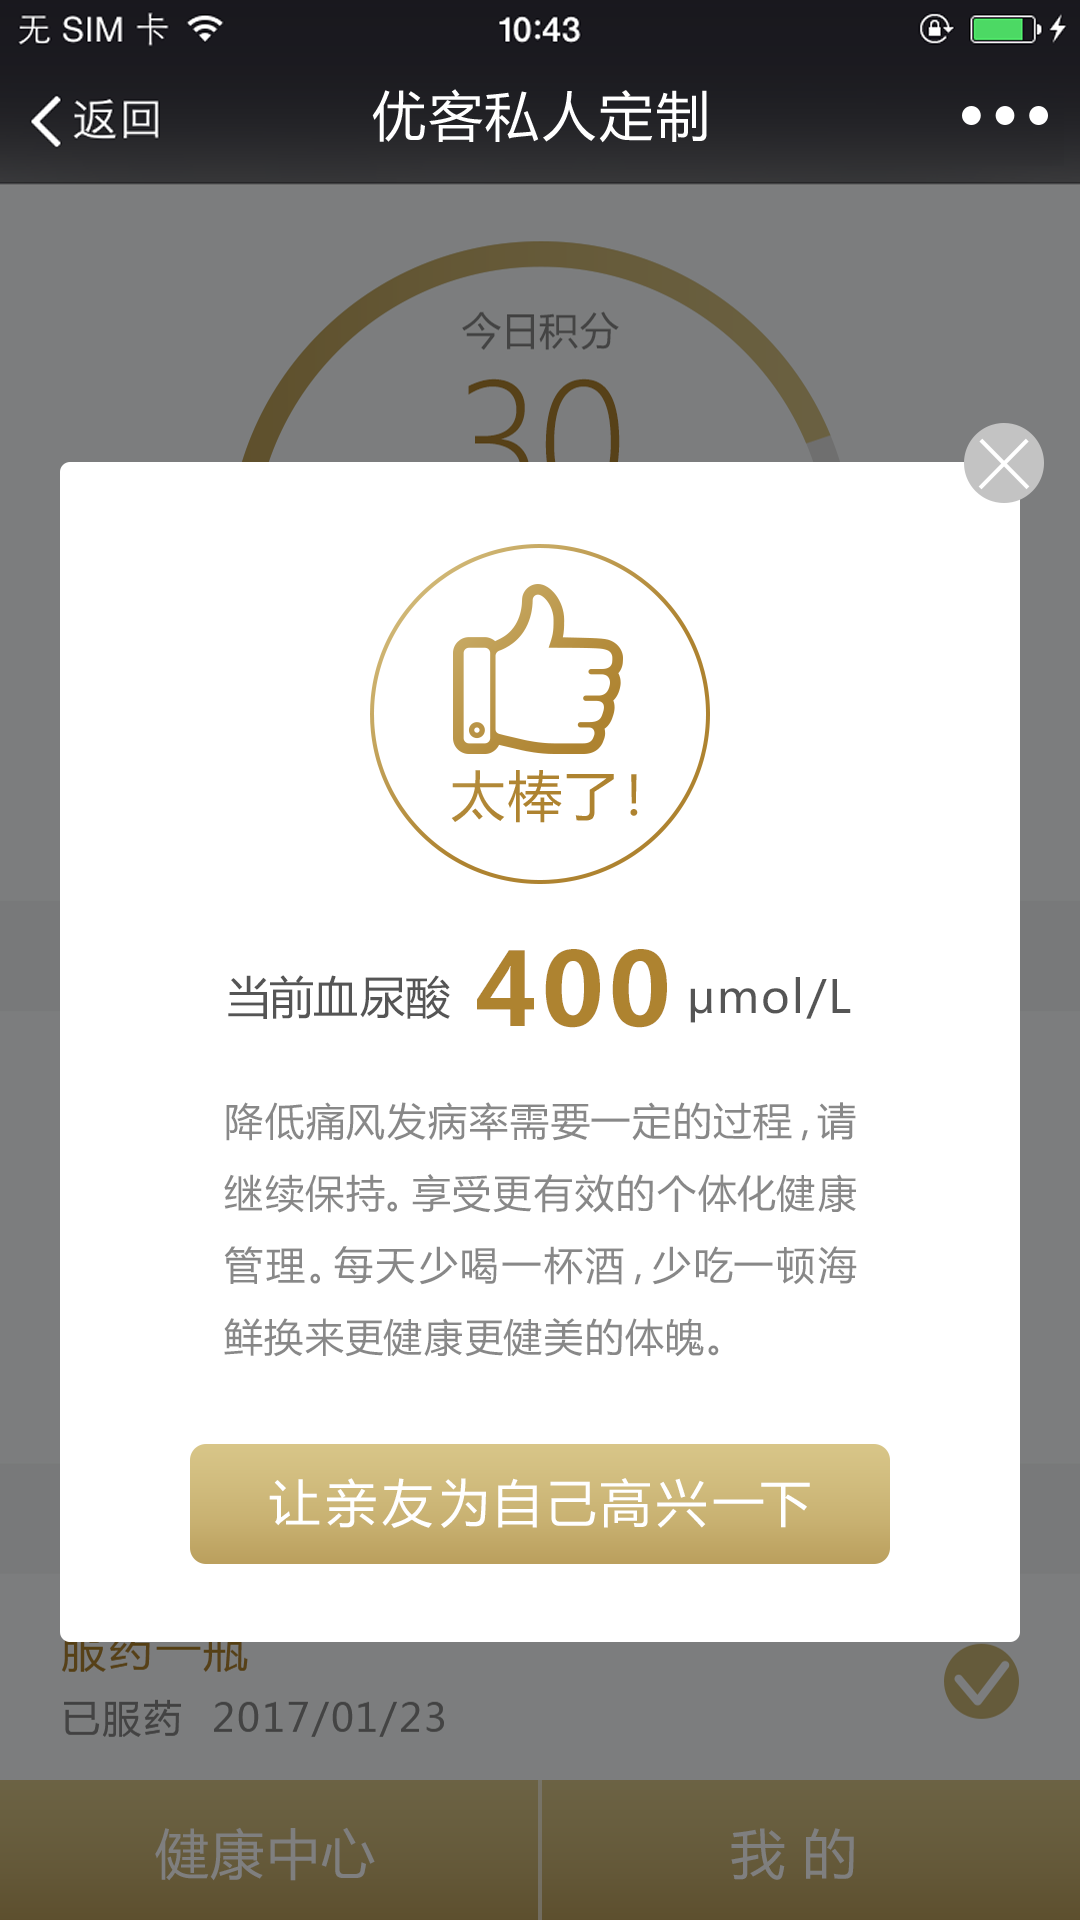 无 SIM 卡
10:43
返回
优客私人定制
今日积分
30
太棒了!
当前血尿酸 400 μmol/L
降低痛风发病率需要一定的过程,请
继续保持。享受更有效的个体化健康
管理。每天少喝一杯酒,少吃一顿海
鲜换来更健康更健美的体魄。
让亲友为自己高兴一下
服药一瓶
已服药 2017/01/23
健康中心
我 的